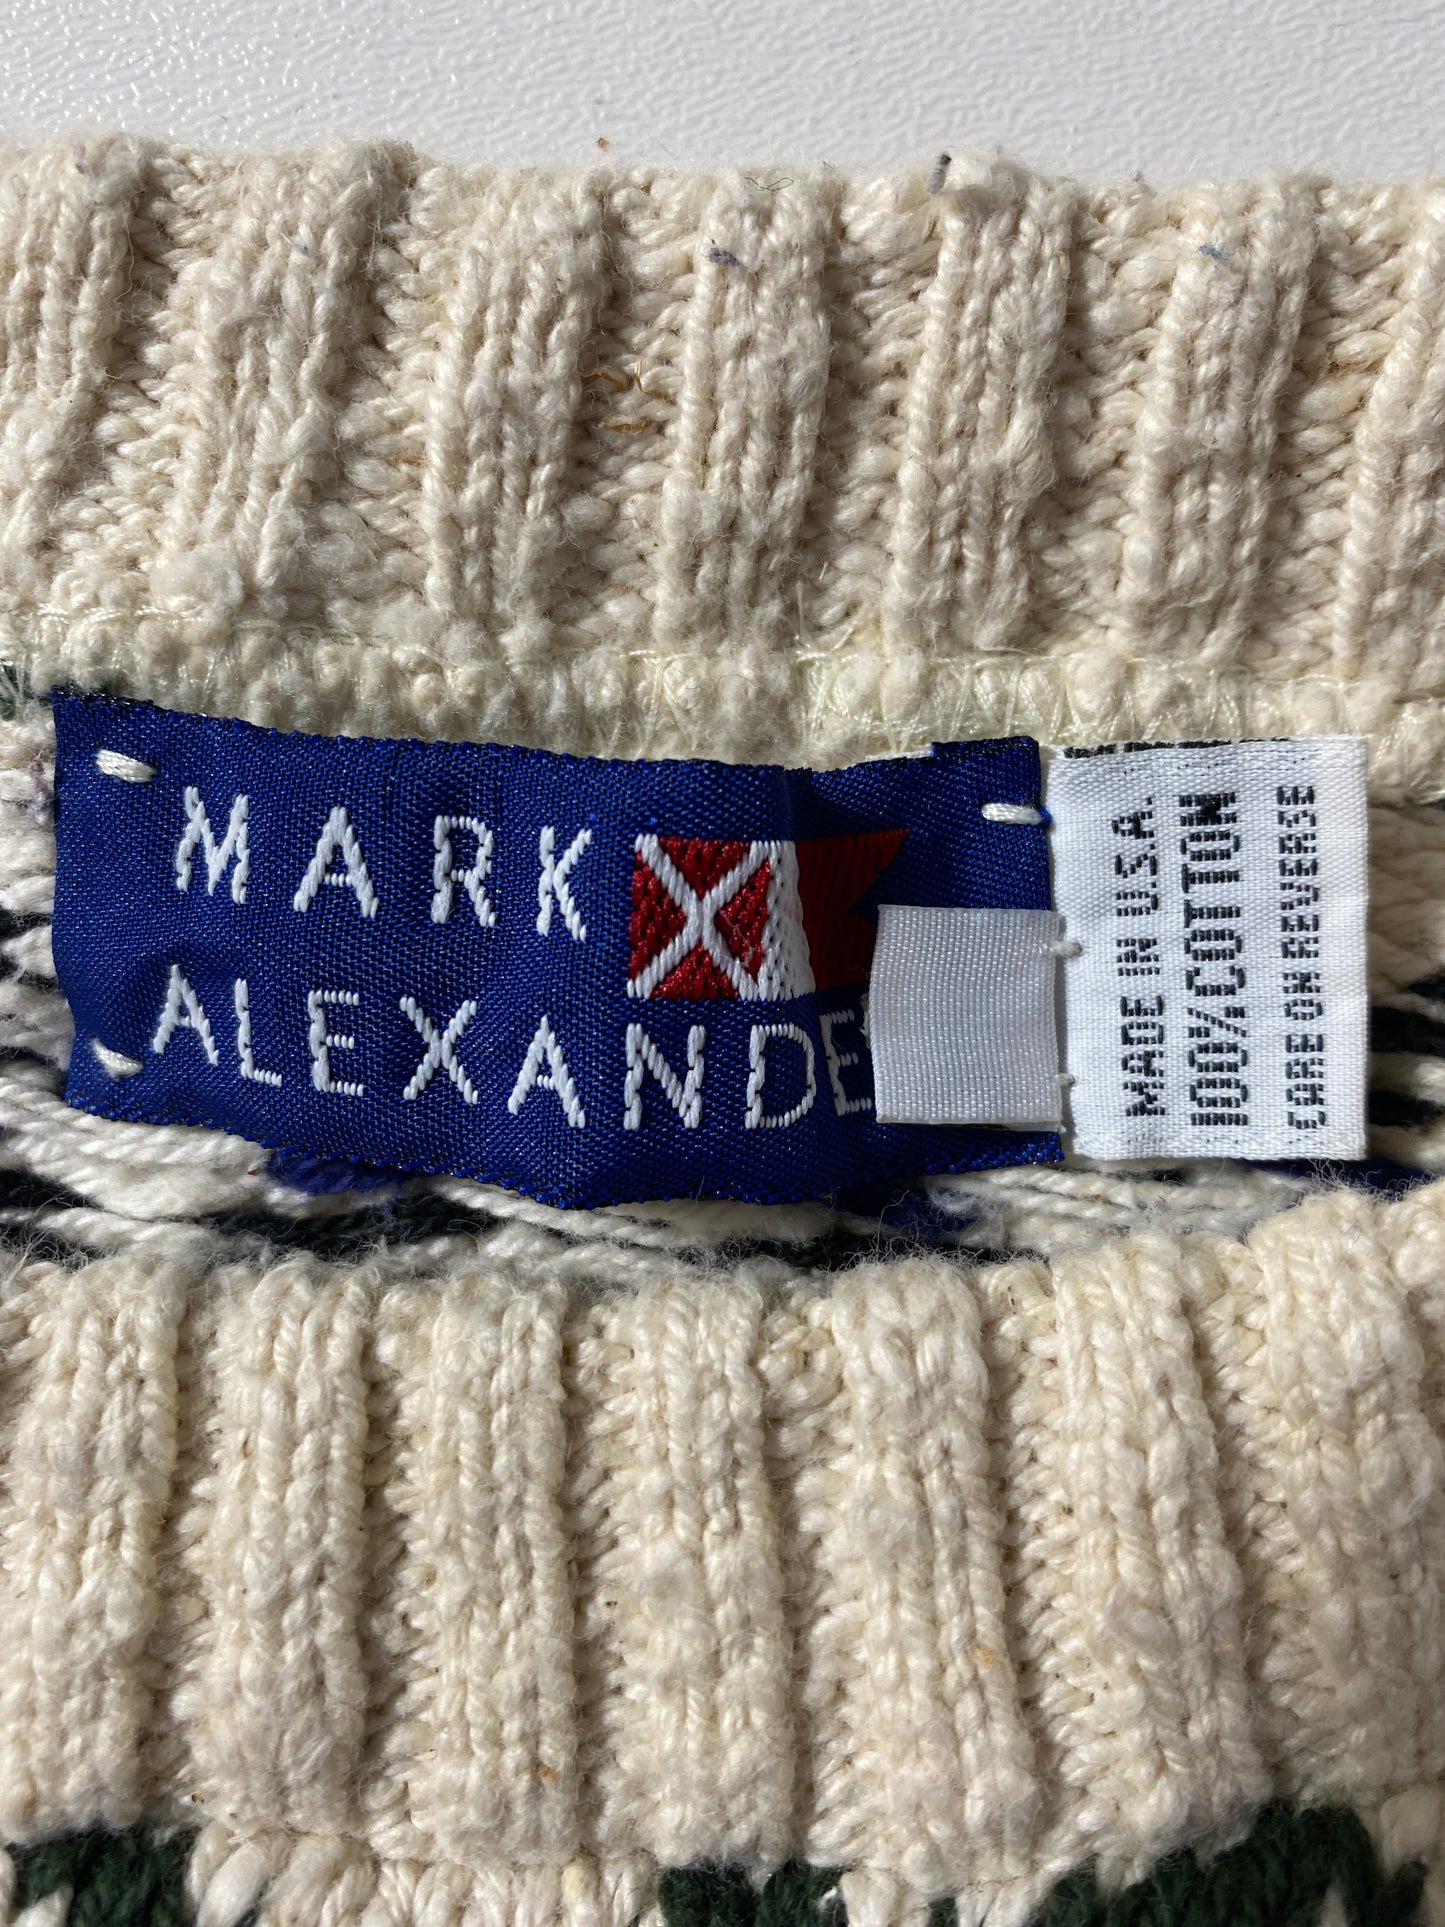 MARK
ALEXANDE
MADE IN U.S.A.
100% COTTON
CARE ON REVERSE